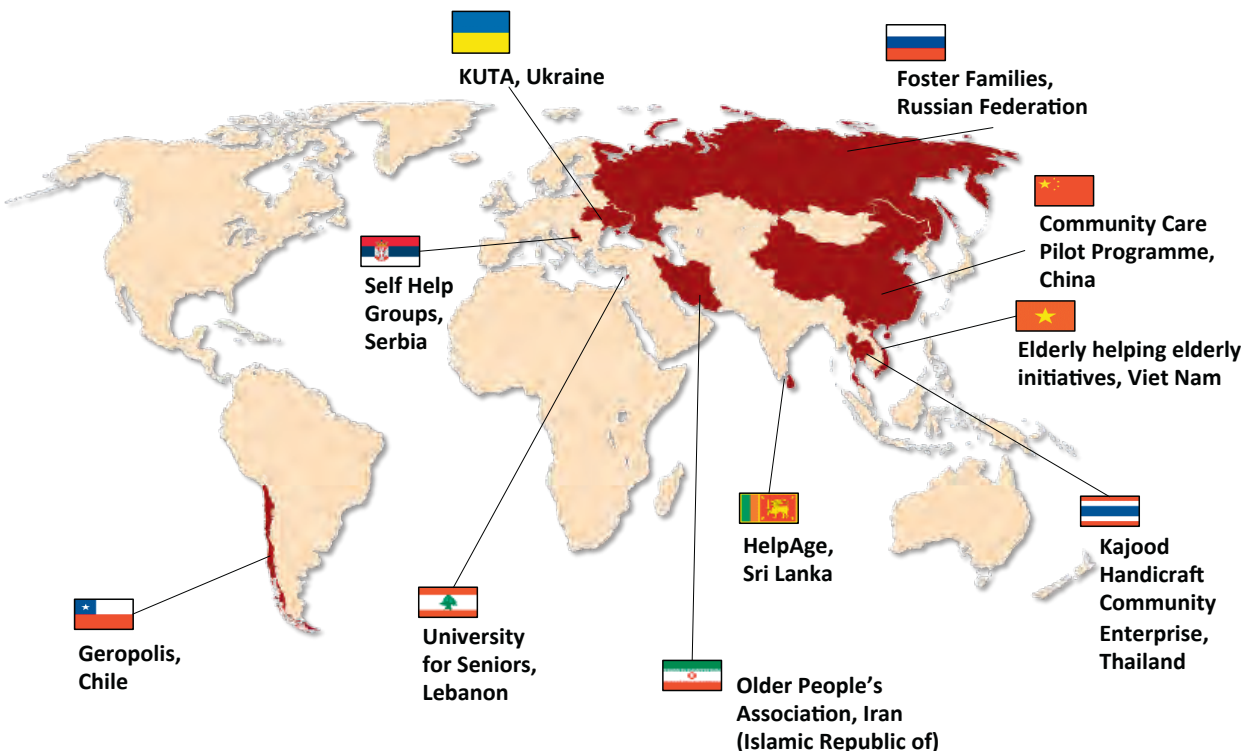 KUTA, Ukraine
Foster Families,
Russian Federation
Community Care
Pilot Programme,
China
Self Help
Groups,
Serbia
Elderly helping elderly
initiatives, Viet Nam
HelpAge,
Sri Lanka
Kajood
Handicraft
Community
Enterprise,
Thailand
Geropolis,
Chile
University
for Seniors,
Lebanon
Older People’s
Association, Iran
(Islamic Republic of)